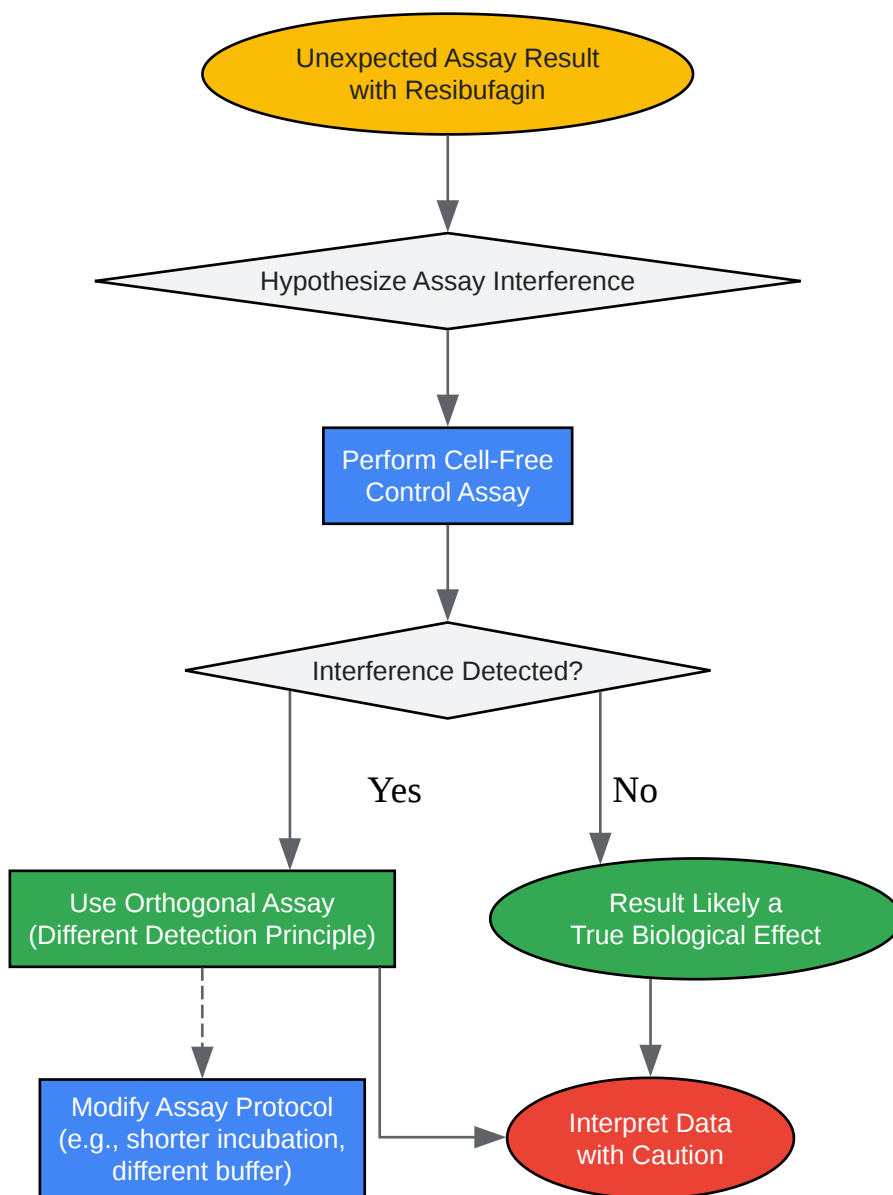 Unexpected Assay Result
with Resibufagin
Hypothesize Assay Interference
Perform Cell-Free
Control Assay
Interference Detected?
Yes
No
Use Orthogonal Assay
(Different Detection Principle)
Result Likely a
True Biological Effect
Modify Assay Protocol
(e.g., shorter incubation,
different buffer)
Interpret Data
with Caution